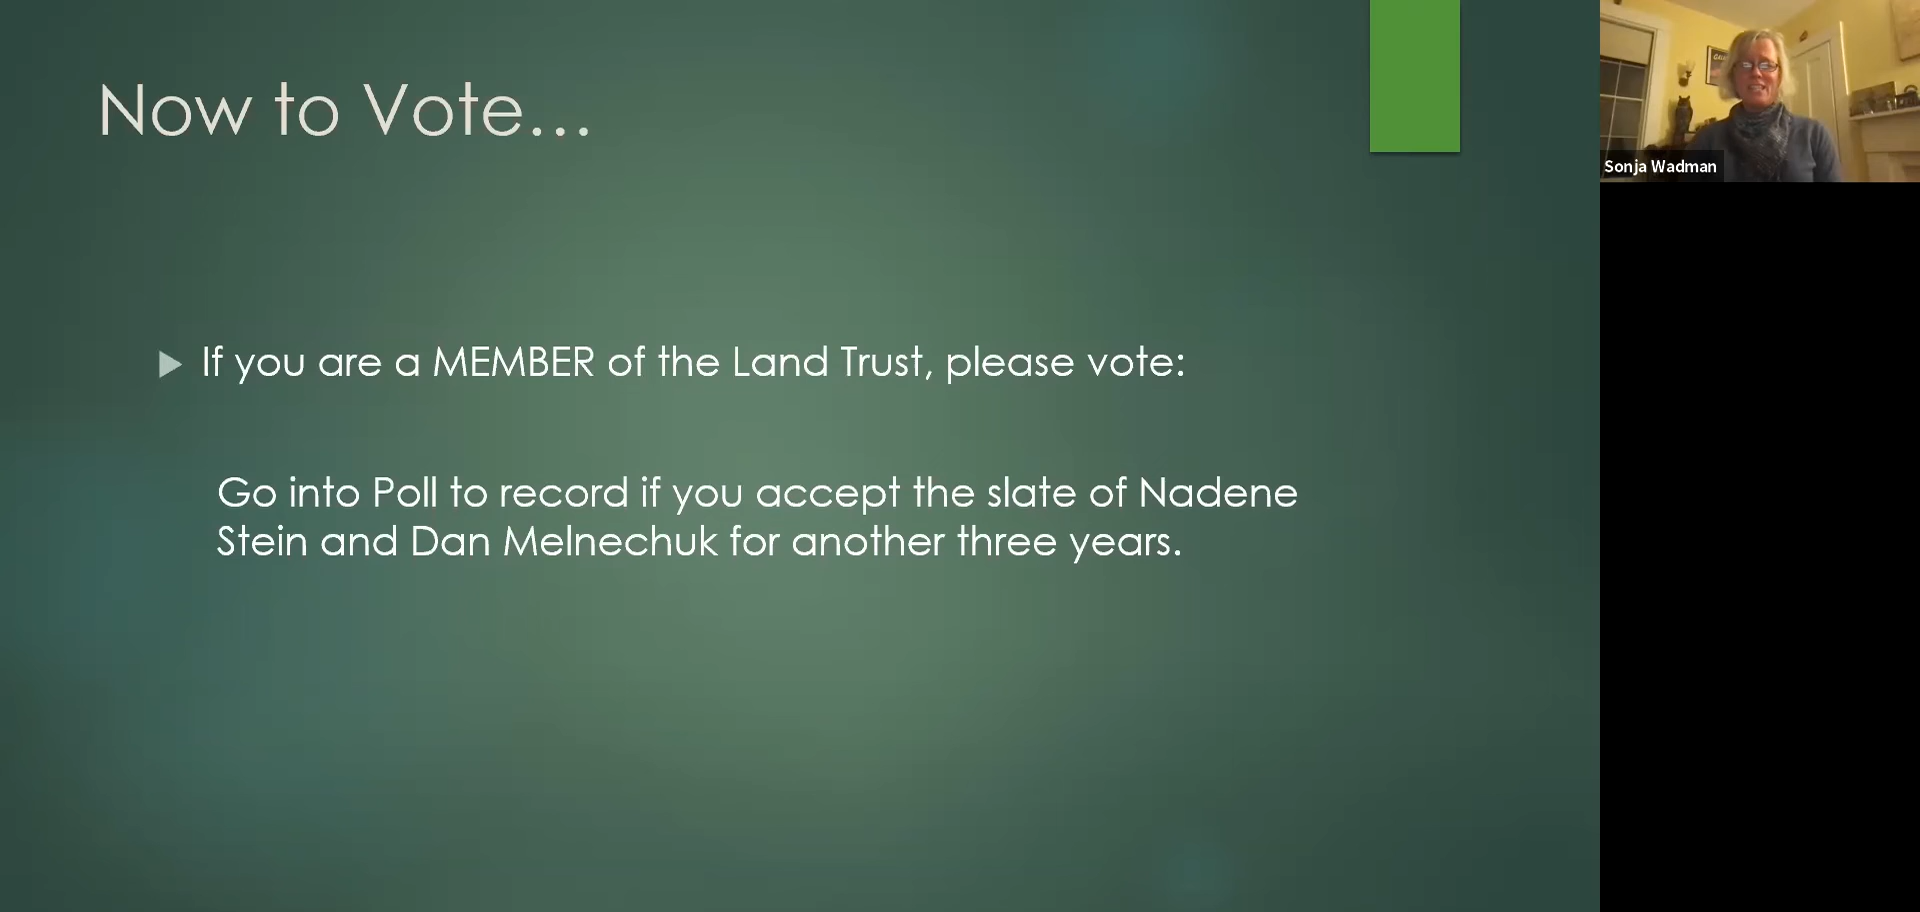 Now to Vote...
If you are a MEMBER of the Land Trust, please vote:
Go into Poll to record if you accept the slate of Nadene
Stein and Dan Melnechuk for another three years.
Sonja Wadman